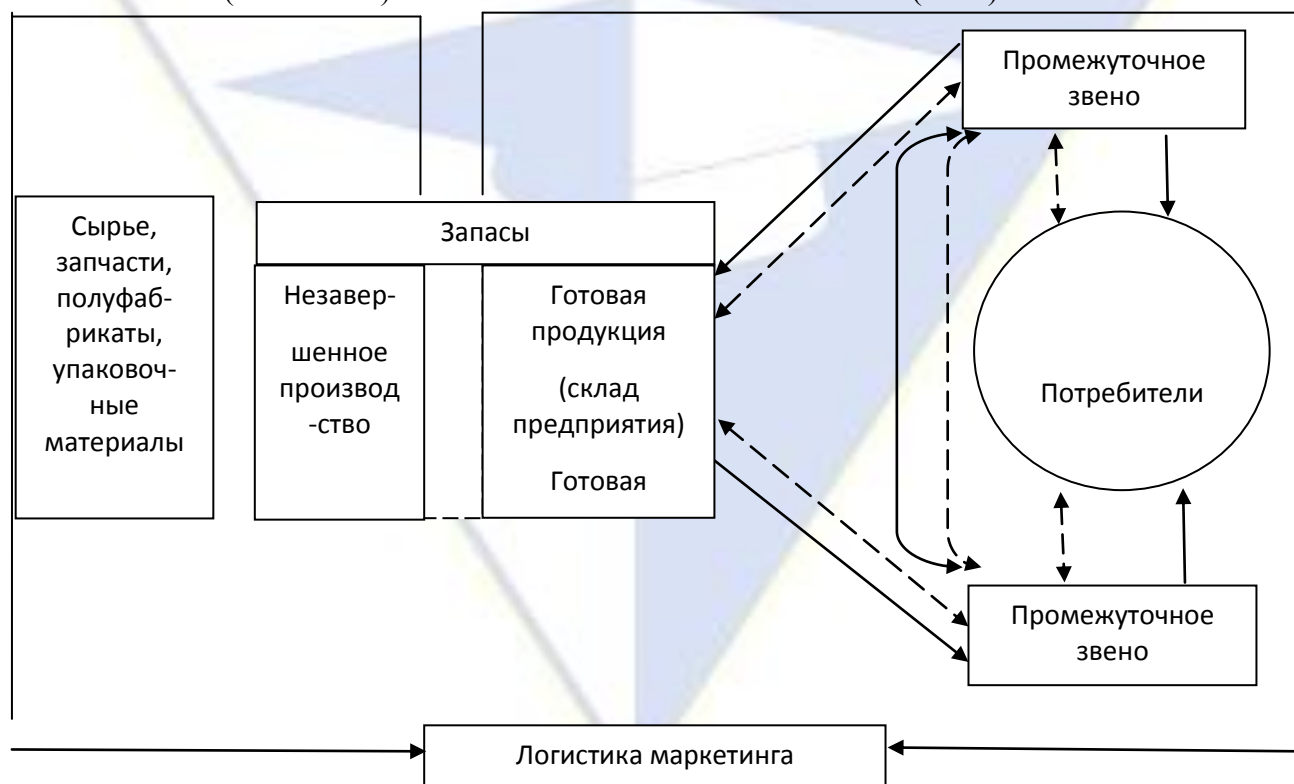 Промежуточное
звено
Сырье,
запчасти,
полуфаб-
рикаты,
упаковоч-
ные
материалы
Запасы
Незавер-
шенное
производ
-ство
Готовая
продукция
(склад
предприятия)
Готовая
Потребители
Промежуточное
звено
Логистика маркетинга